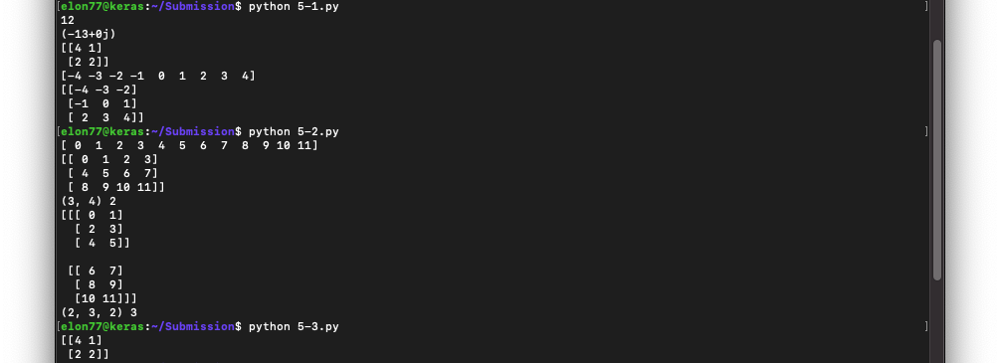 [elon77@keras:~/Submission$ python 5-1.py ]
12
(-13+0j)
[[4 1]
 [2 2]]
[-4 -3 -2 -1  0  1  2  3  4]
[[-4 -3 -2]
 [-1  0  1]
 [ 2  3  4]]
[elon77@keras:~/Submission$ python 5-2.py ]
[ 0  1  2  3  4  5  6  7  8  9 10 11]
[[ 0  1  2  3]
 [ 4  5  6  7]
 [ 8  9 10 11]]
(3, 4) 2
[[[ 0  1]
  [ 2  3]
  [ 4  5]]

 [[ 6  7]
  [ 8  9]
  [10 11]]]
(2, 3, 2) 3
[elon77@keras:~/Submission$ python 5-3.py ]
[[4 1]
 [2 2]]